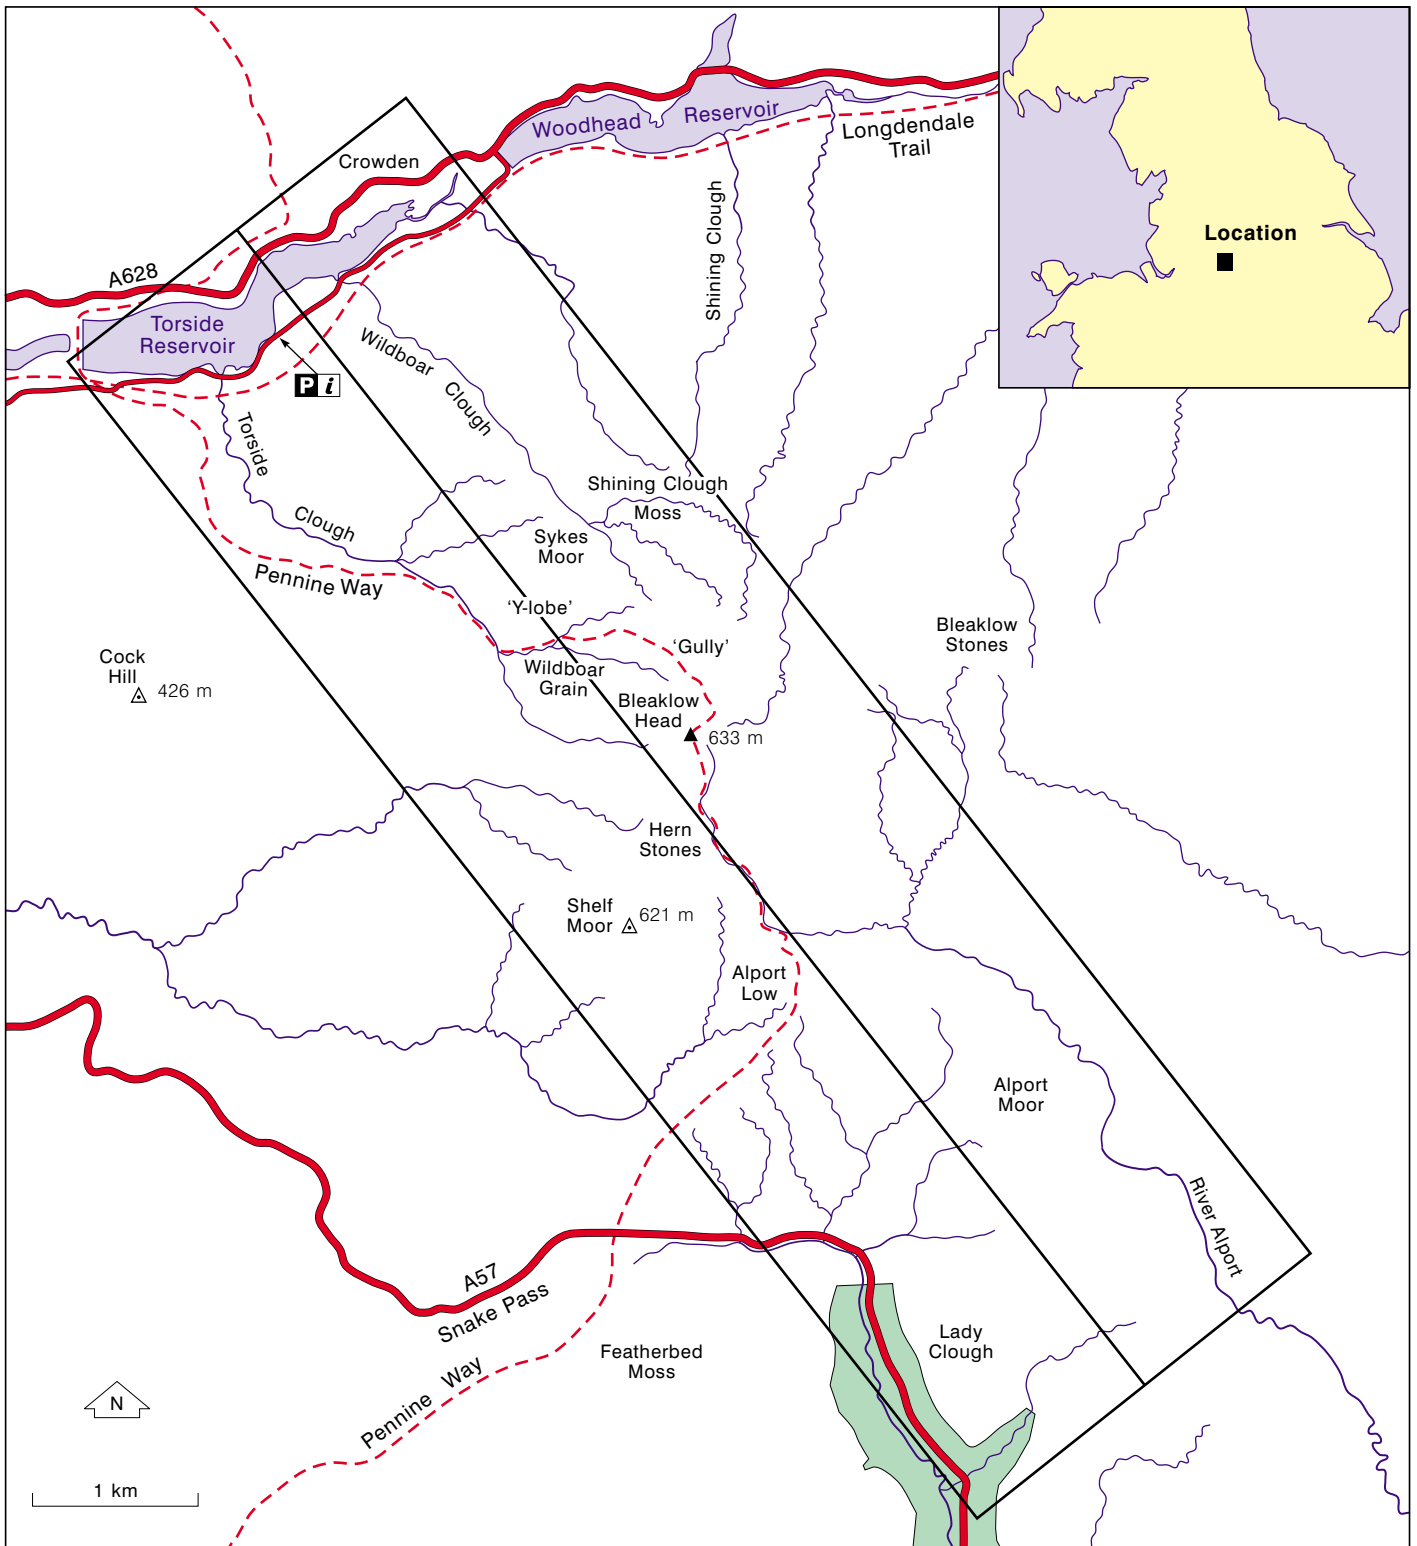 Woodhead Reservoir
Longdendale
Trail
Location
Crowden
A628
Torside
Reservoir
Shining Clough
P i
Wildboar Clough
Torside Clough
Shining Clough
Moss
Sykes
Moor
Pennine Way
'Y-lobe'
'Gully'
Wildboar
Grain
Bleaklow
Head
633 m
Bleaklow
Stones
Cock
Hill
426 m
Hern
Stones
Shelf
Moor
621 m
Alport
Low
Alport
Moor
River Alport
A57
Snake Pass
Featherbed
Moss
Lady
Clough
Pennine Way
N
1 km